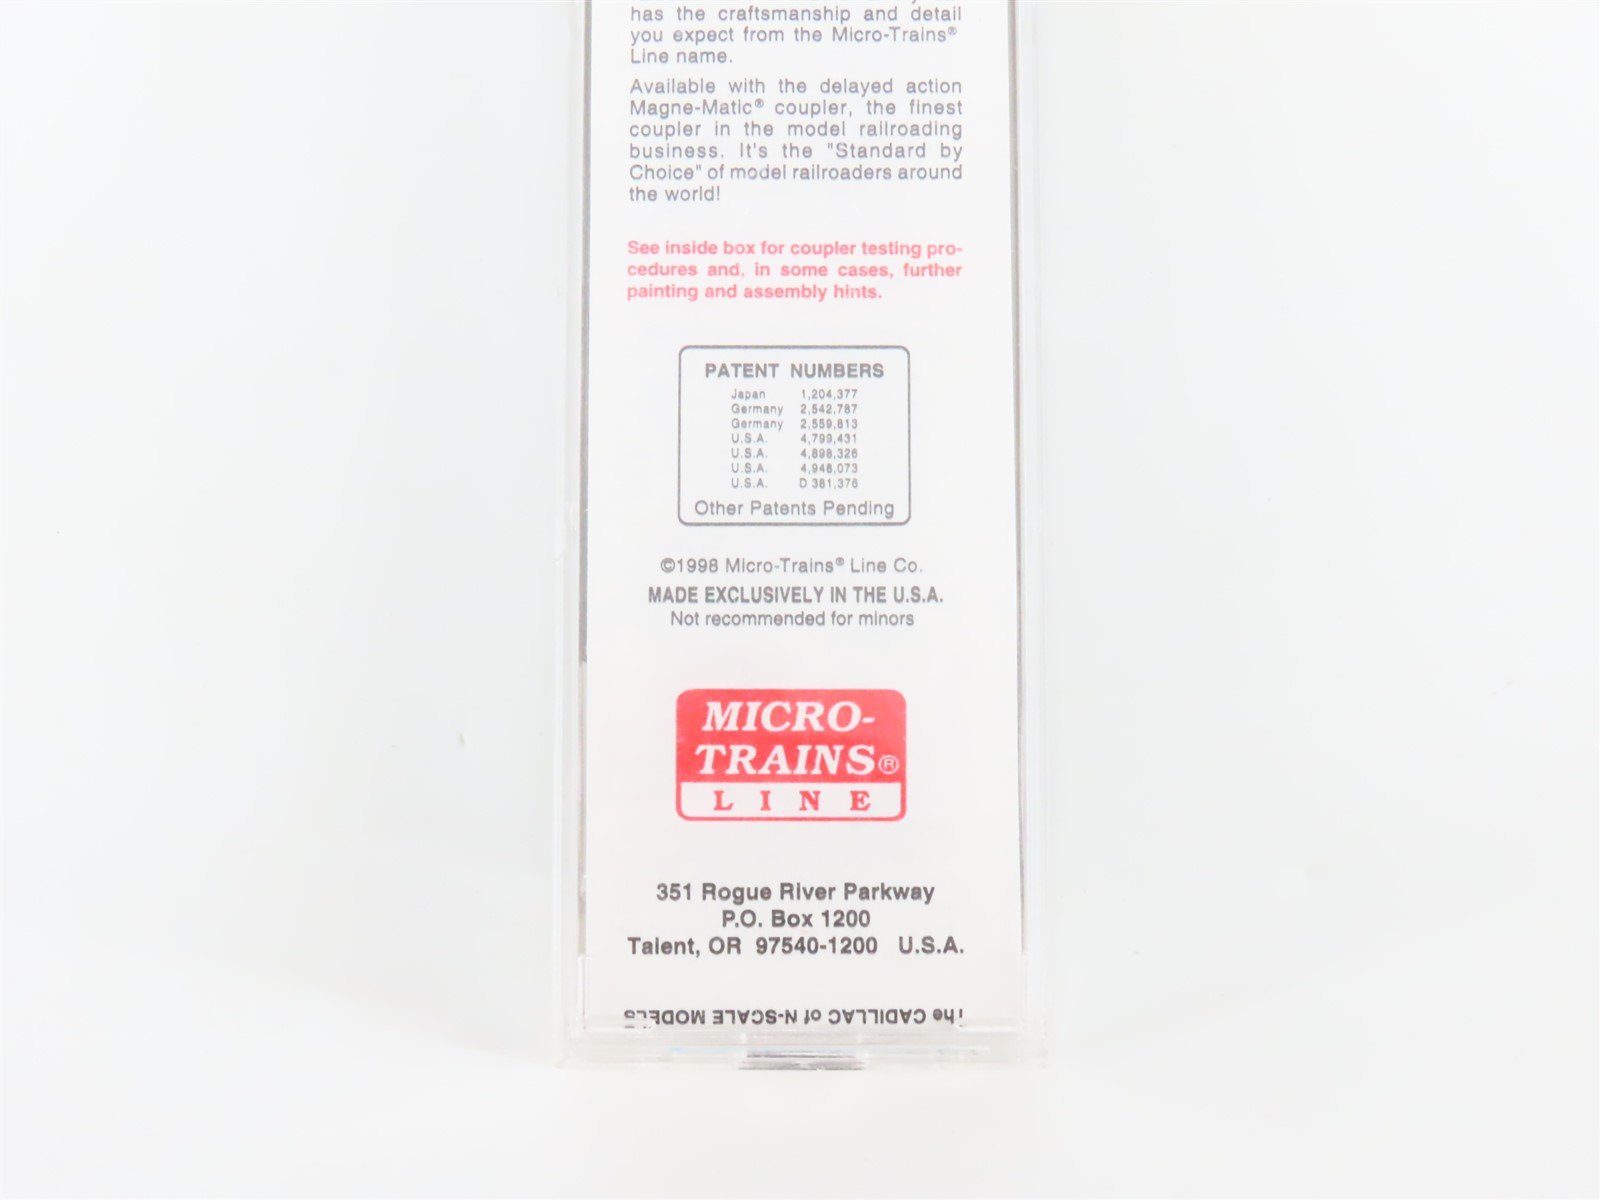 has the craftsmanship and detail
you expect from the Micro-Trains®
Line name.
Available with the delayed action
Magne-Matic® coupler, the finest
coupler in the model railroading
business. It's the "Standard by
Choice" of model railroaders around
the world!
See inside box for coupler testing pro-
cedures and, in some cases, further
painting and assembly hints.
PATENT NUMBERS
Japan 1,204,377
Germany 2,542,787
Germany 2,559,813
U.S.A. 4,799,431
U.S.A. 4,898,326
U.S.A. 4,948,073
U.S.A. D 381,376
Other Patents Pending
©1998 Micro-Trains® Line Co.
MADE EXCLUSIVELY IN THE U.S.A.
Not recommended for minors
MICRO-
TRAINS®
LINE
351 Rogue River Parkway
P.O. Box 1200
Talent, OR 97540-1200 U.S.A.
The CADILLAC of N-SCALE MODELS